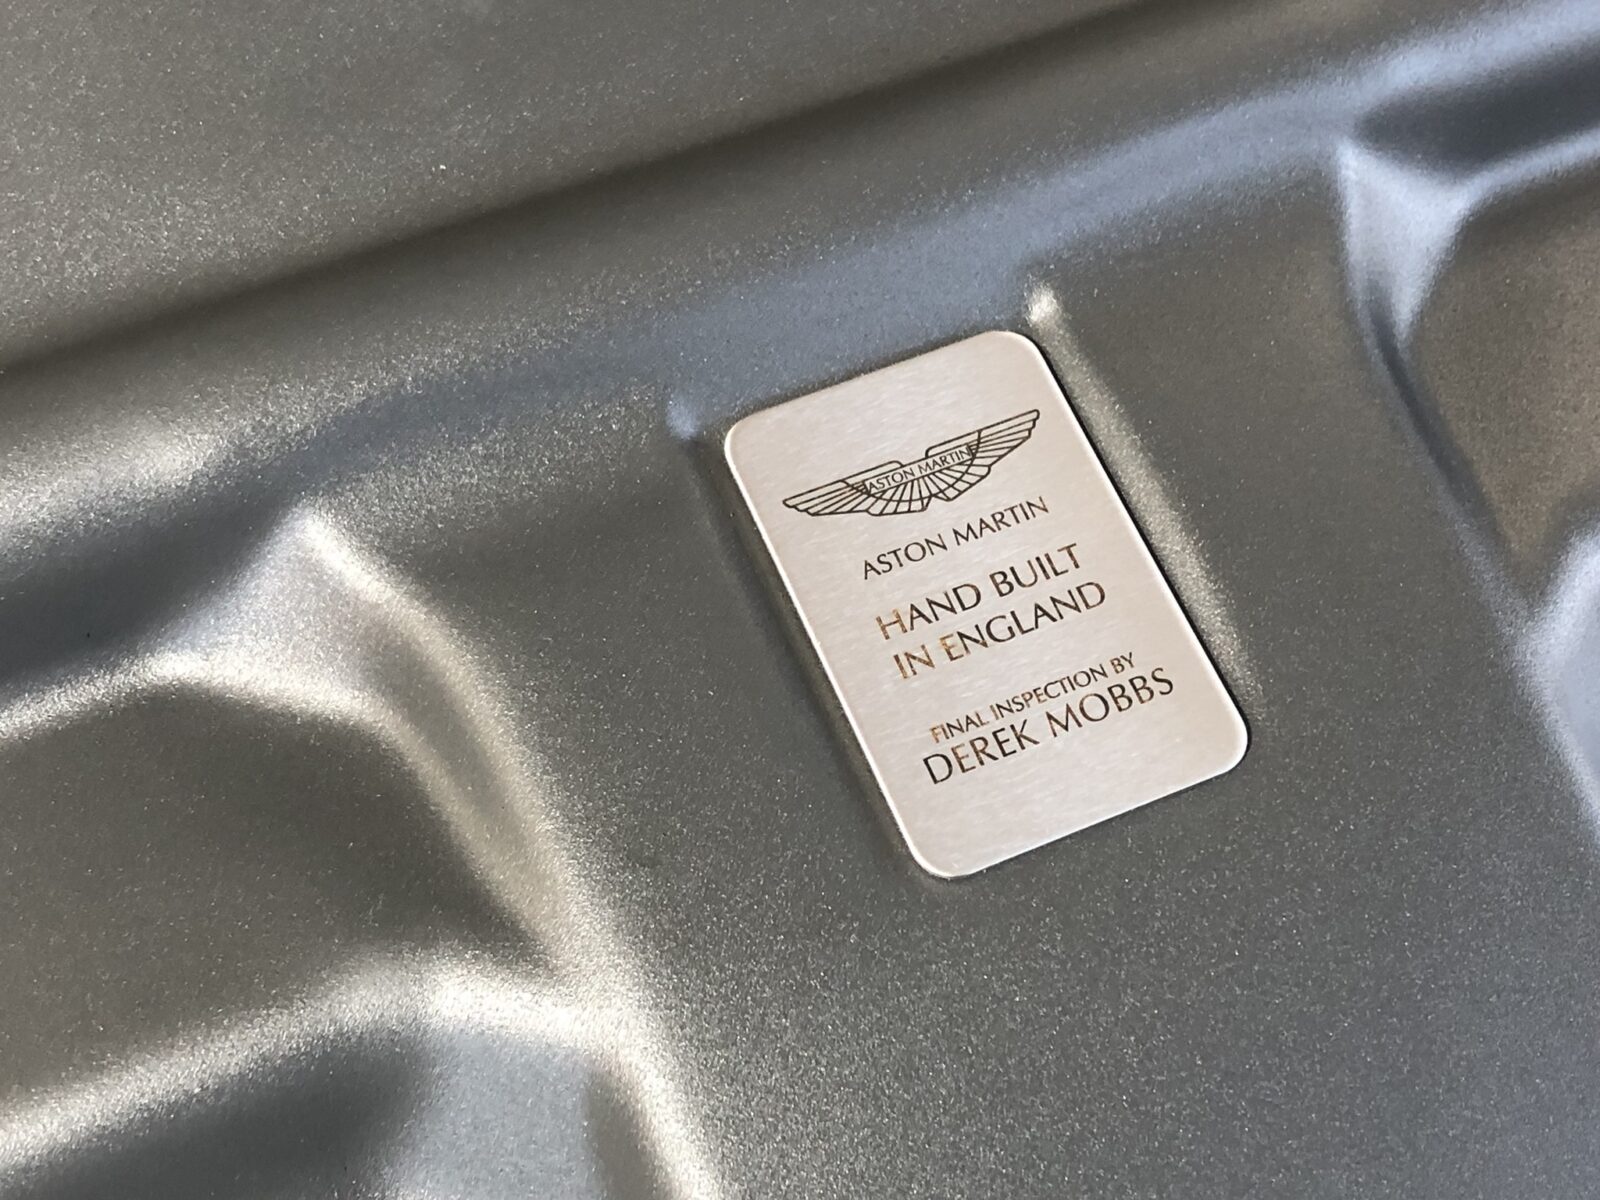 ASTON MARTIN
ASTON MARTIN
HAND BUILT
IN ENGLAND
FINAL INSPECTION BY
DEREK MOBBS